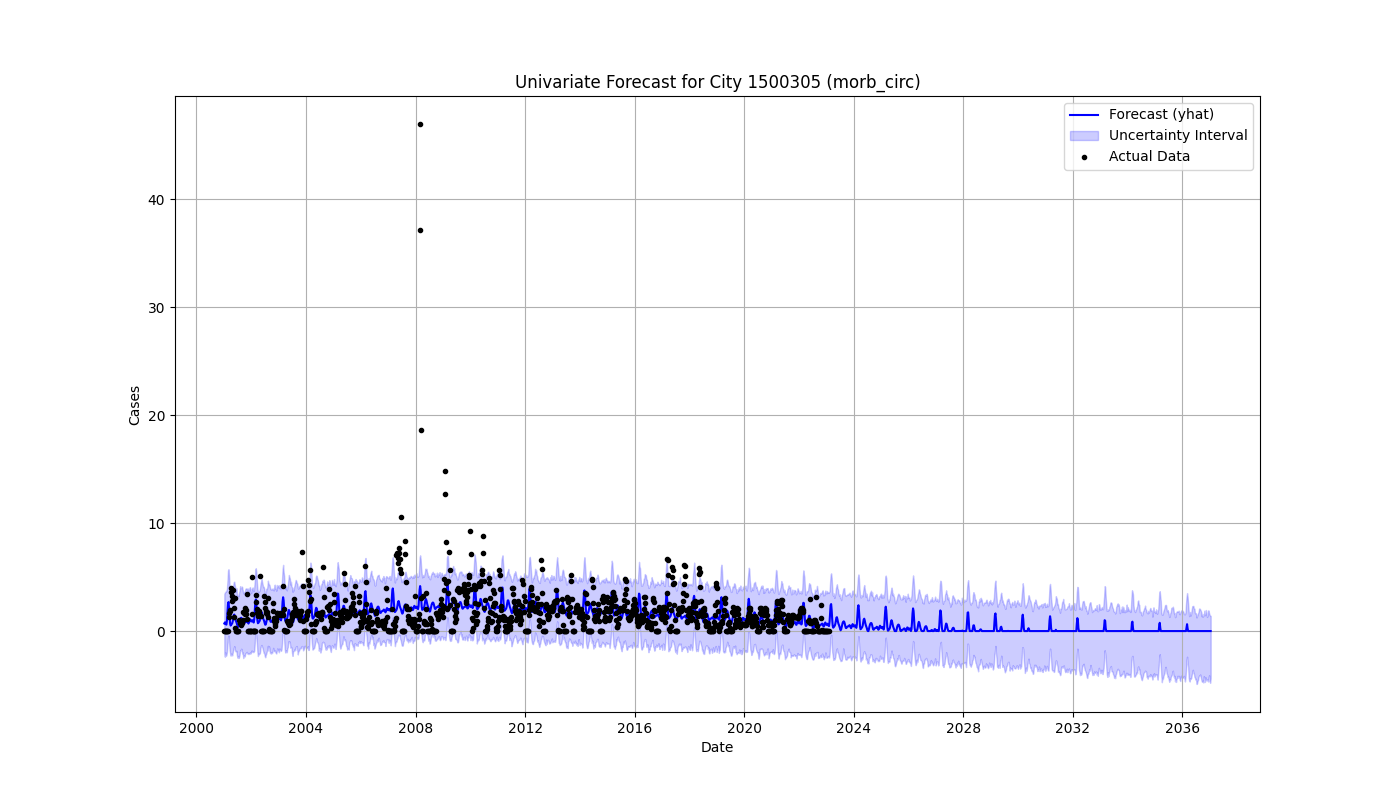 Univariate Forecast for City 1500305 (morb_circ)
Forecast (yhat)
Uncertainty Interval
Actual Data
Cases
40
30
20
10
0
2000 2004 2008 2012 2016 2020 2024 2028 2032 2036
Date